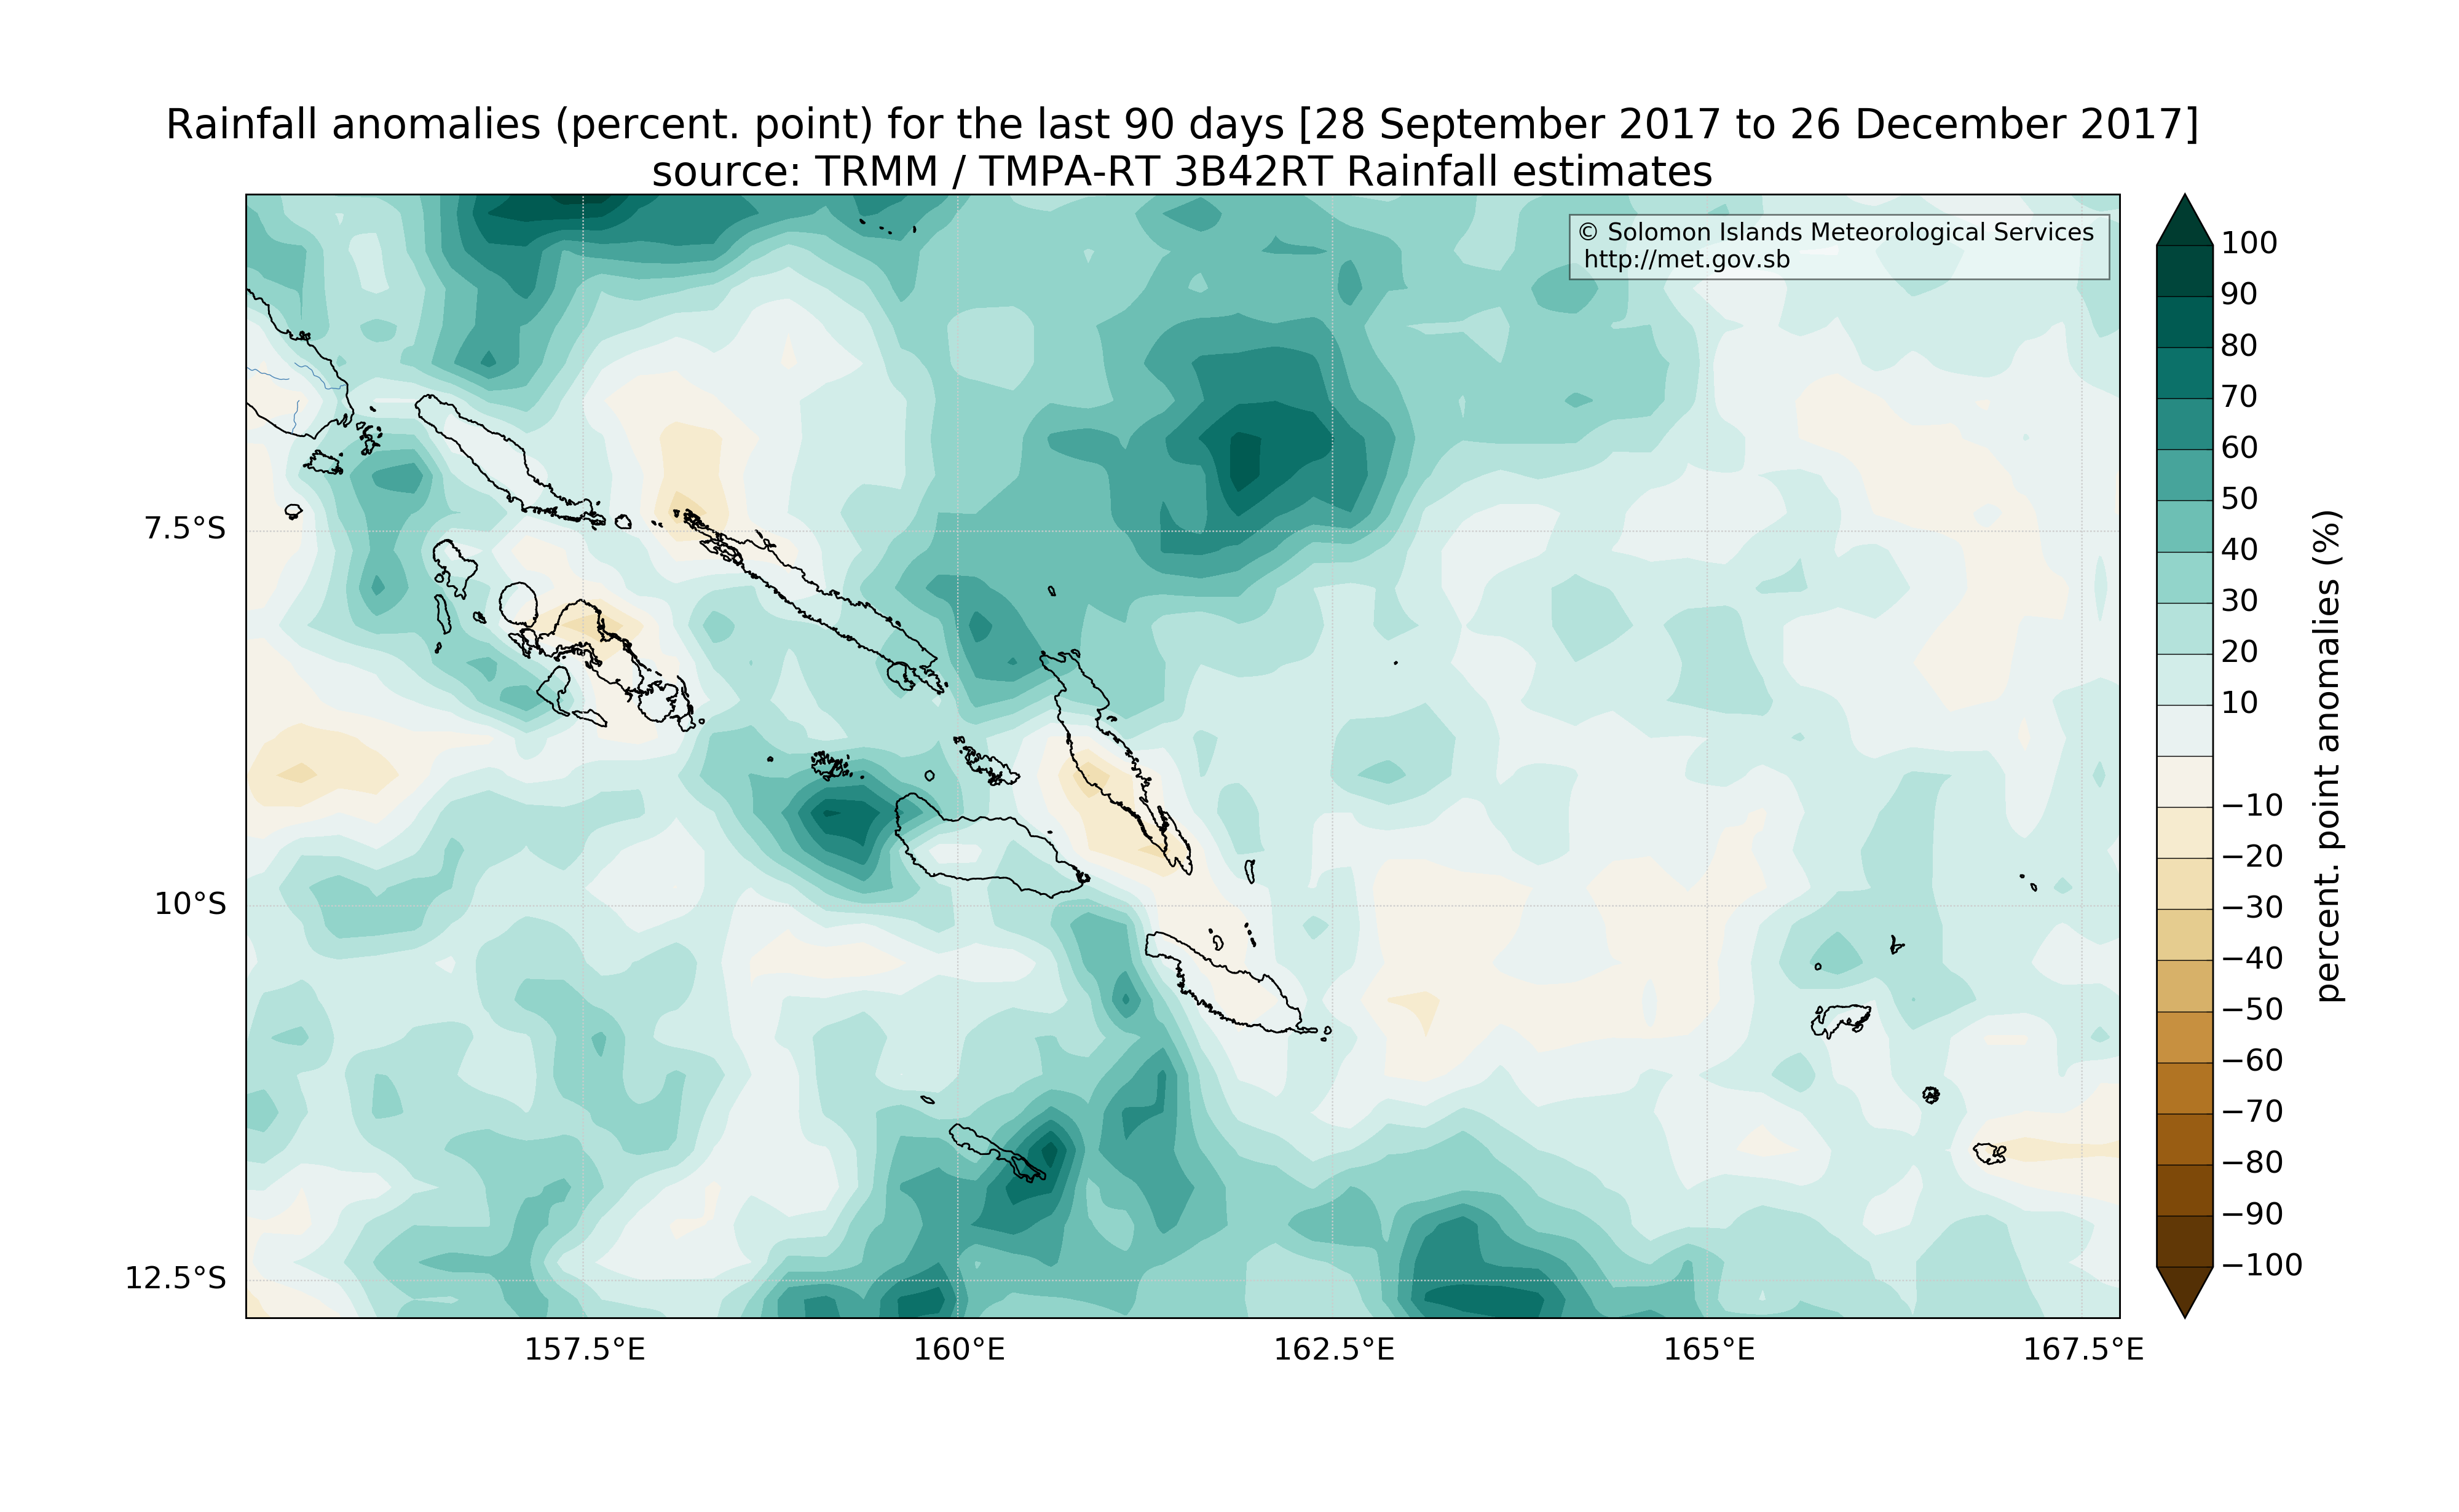 Rainfall anomalies (percent. point) for the last 90 days [28 September 2017 to 26 December 2017]
source: TRMM / TMPA-RT 3B42RT Rainfall estimates
© Solomon Islands Meteorological Services
http://met.gov.sb
7.5°S
10°S
12.5°S
157.5°E
160°E
162.5°E
165°E
167.5°E
100
90
80
70
60
50
40
30
20
10
−10
−20
−30
−40
−50
−60
−70
−80
−90
−100
percent. point anomalies (%)